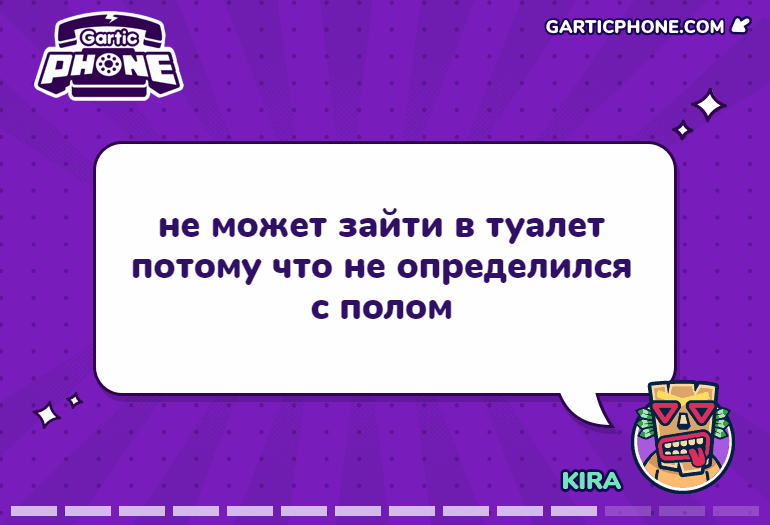 Gartic
PHONE
GARTICPHONE.COM
не может зайти в туалет
потому что не определился
с полом
KIRA